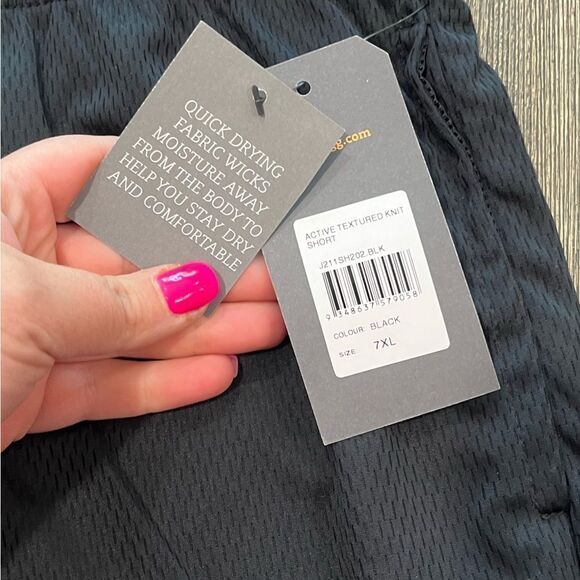 QUICK DRYING
FABRIC WICKS
MOISTURE AWAY
FROM THE BODY TO
HELP YOU STAY DRY
AND COMFORTABLE
sg.com
ACTIVE TEXTURED KNIT
SHORT
J211SH202.BLK
9 348637 579058
COLOUR: BLACK
SIZE: 7XL